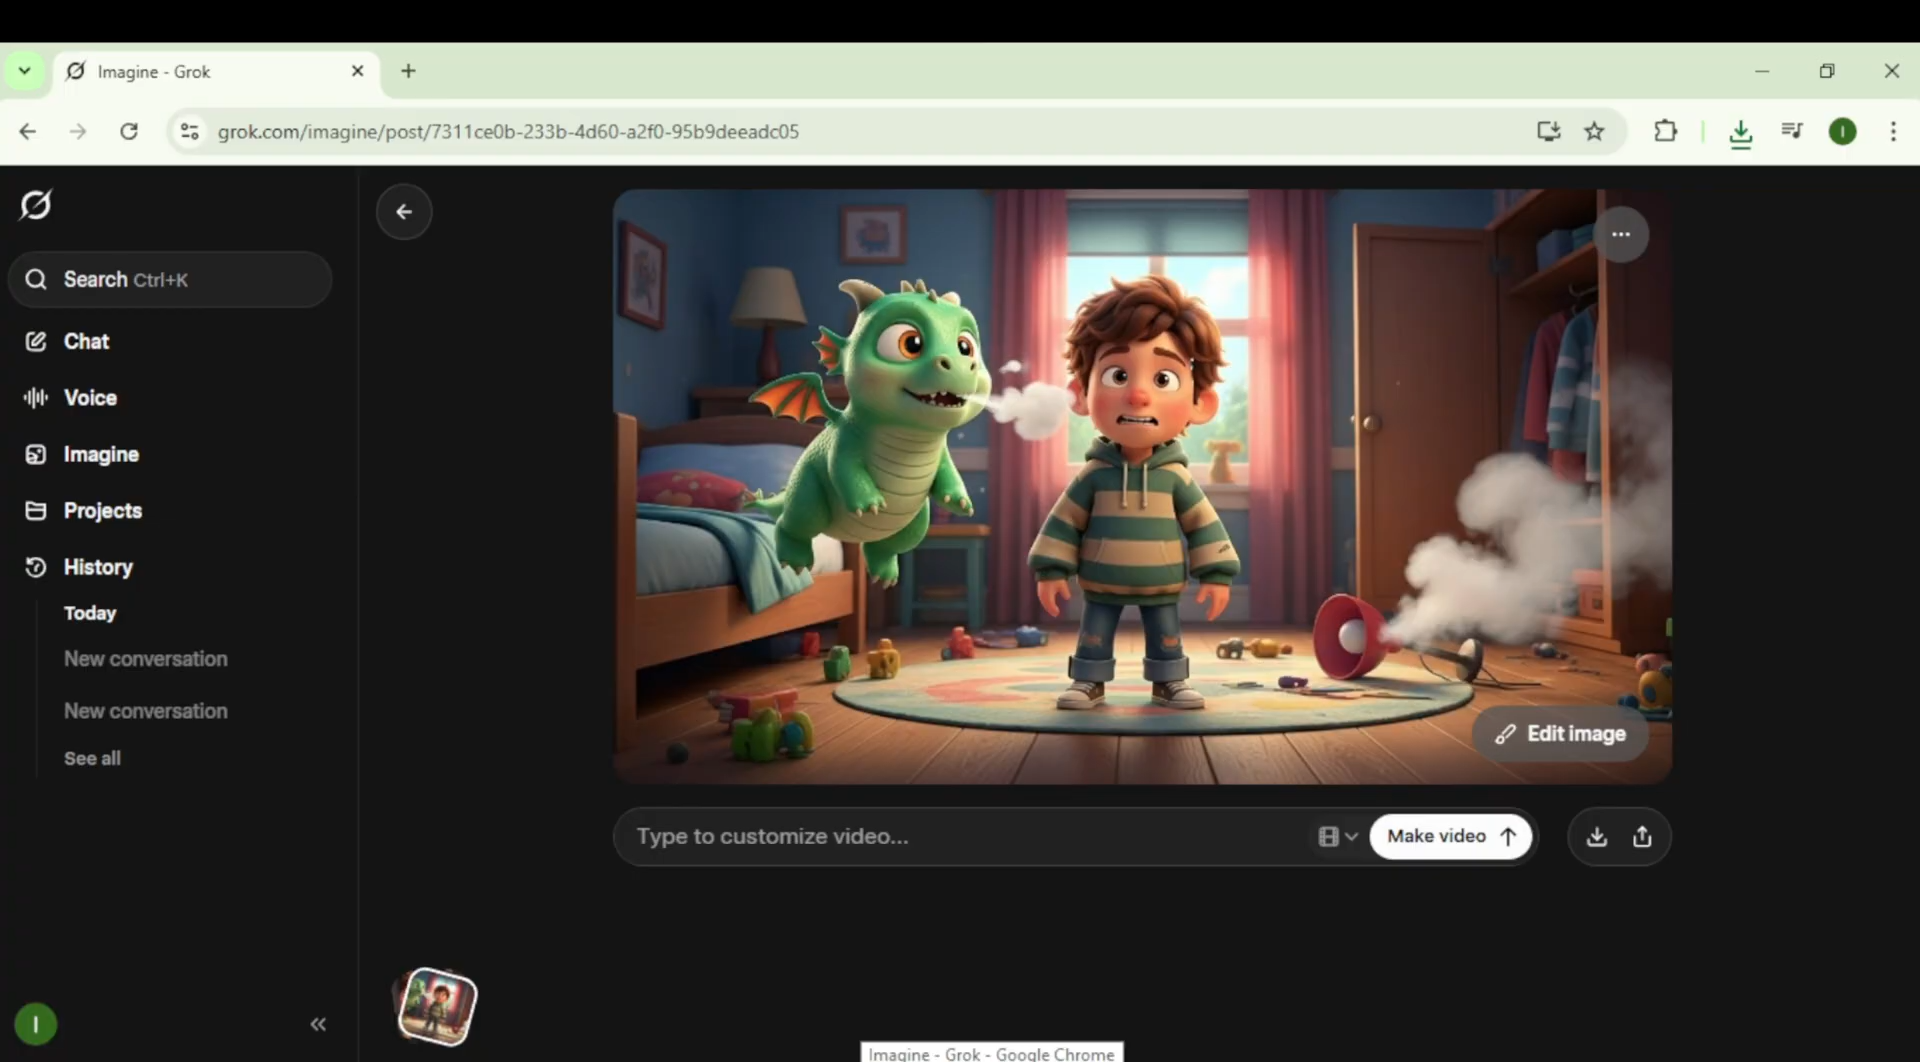 Imagine - Grok
grok.com/imagine/post/7311ce0b-233b-4d60-a2f0-95b9deeadc05
Search Ctrl+K
Chat
Voice
Imagine
Projects
History
Today
New conversation
New conversation
See all
I
Edit image
Type to customize video...
Make video
Imagine - Grok - Google Chrome